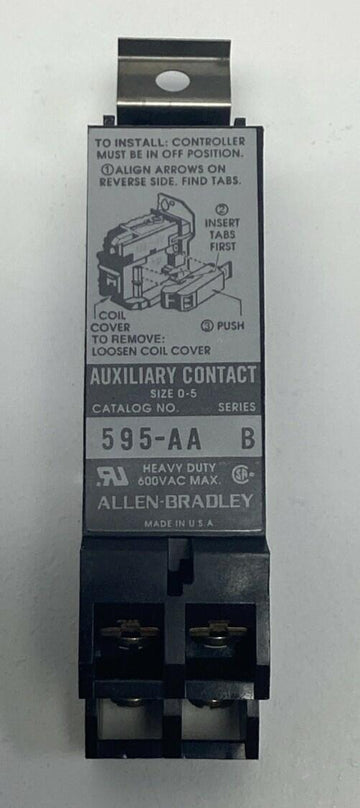 TO INSTALL: CONTROLLER
MUST BE IN OFF POSITION.
① ALIGN ARROWS ON
REVERSE SIDE. FIND TABS.
②
INSERT
TABS
FIRST
COIL
COVER
③ PUSH
TO REMOVE:
LOOSEN COIL COVER
AUXILIARY CONTACT
SIZE 0-5
CATALOG NO. SERIES
595-AA B
HEAVY DUTY
600VAC MAX.
ALLEN-BRADLEY
MADE IN U.S.A